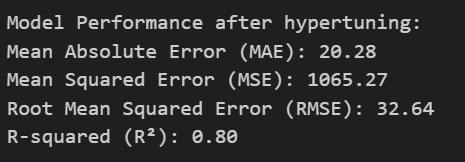 Model Performance after hypertuning:
Mean Absolute Error (MAE): 20.28
Mean Squared Error (MSE): 1065.27
Root Mean Squared Error (RMSE): 32.64
R-squared (R²): 0.80